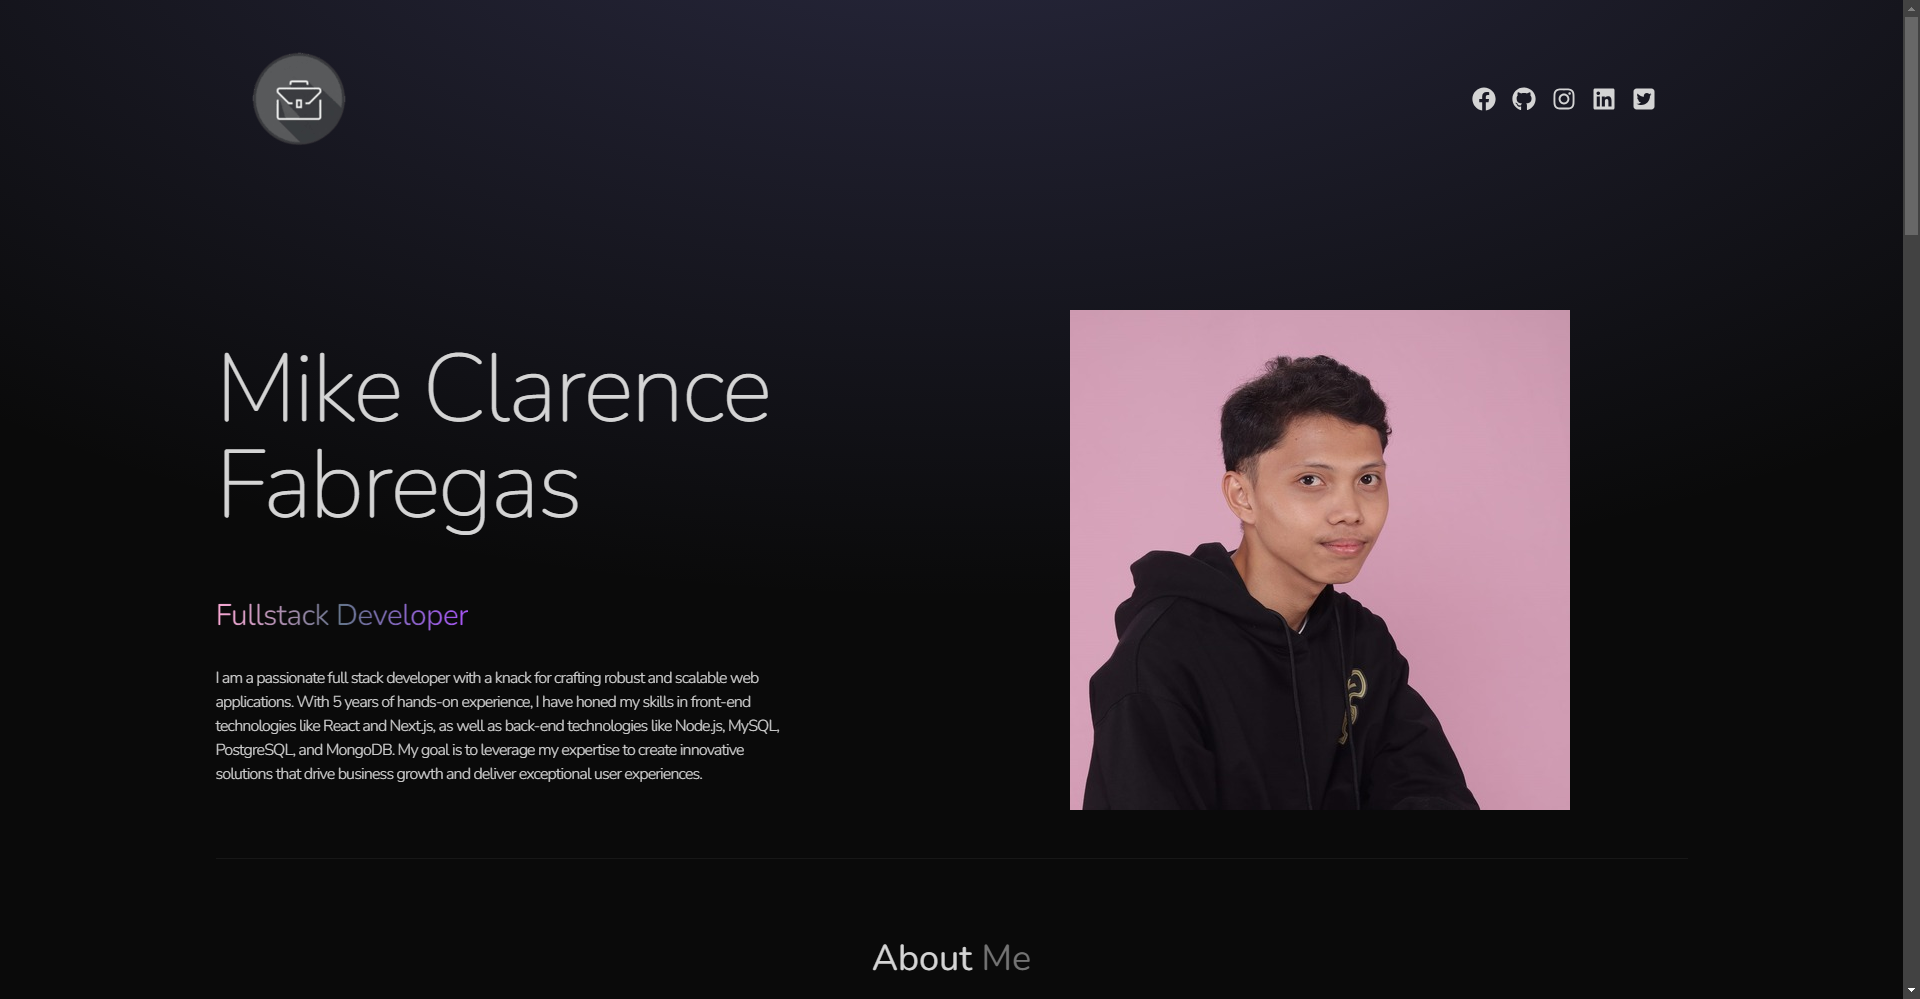 Mike Clarence
Fabregas
Fullstack Developer
I am a passionate full stack developer with a knack for crafting robust and scalable web
applications. With 5 years of hands-on experience, I have honed my skills in front-end
technologies like React and Next.js, as well as back-end technologies like Node.js, MySQL,
PostgreSQL, and MongoDB. My goal is to leverage my expertise to create innovative
solutions that drive business growth and deliver exceptional user experiences.
About Me